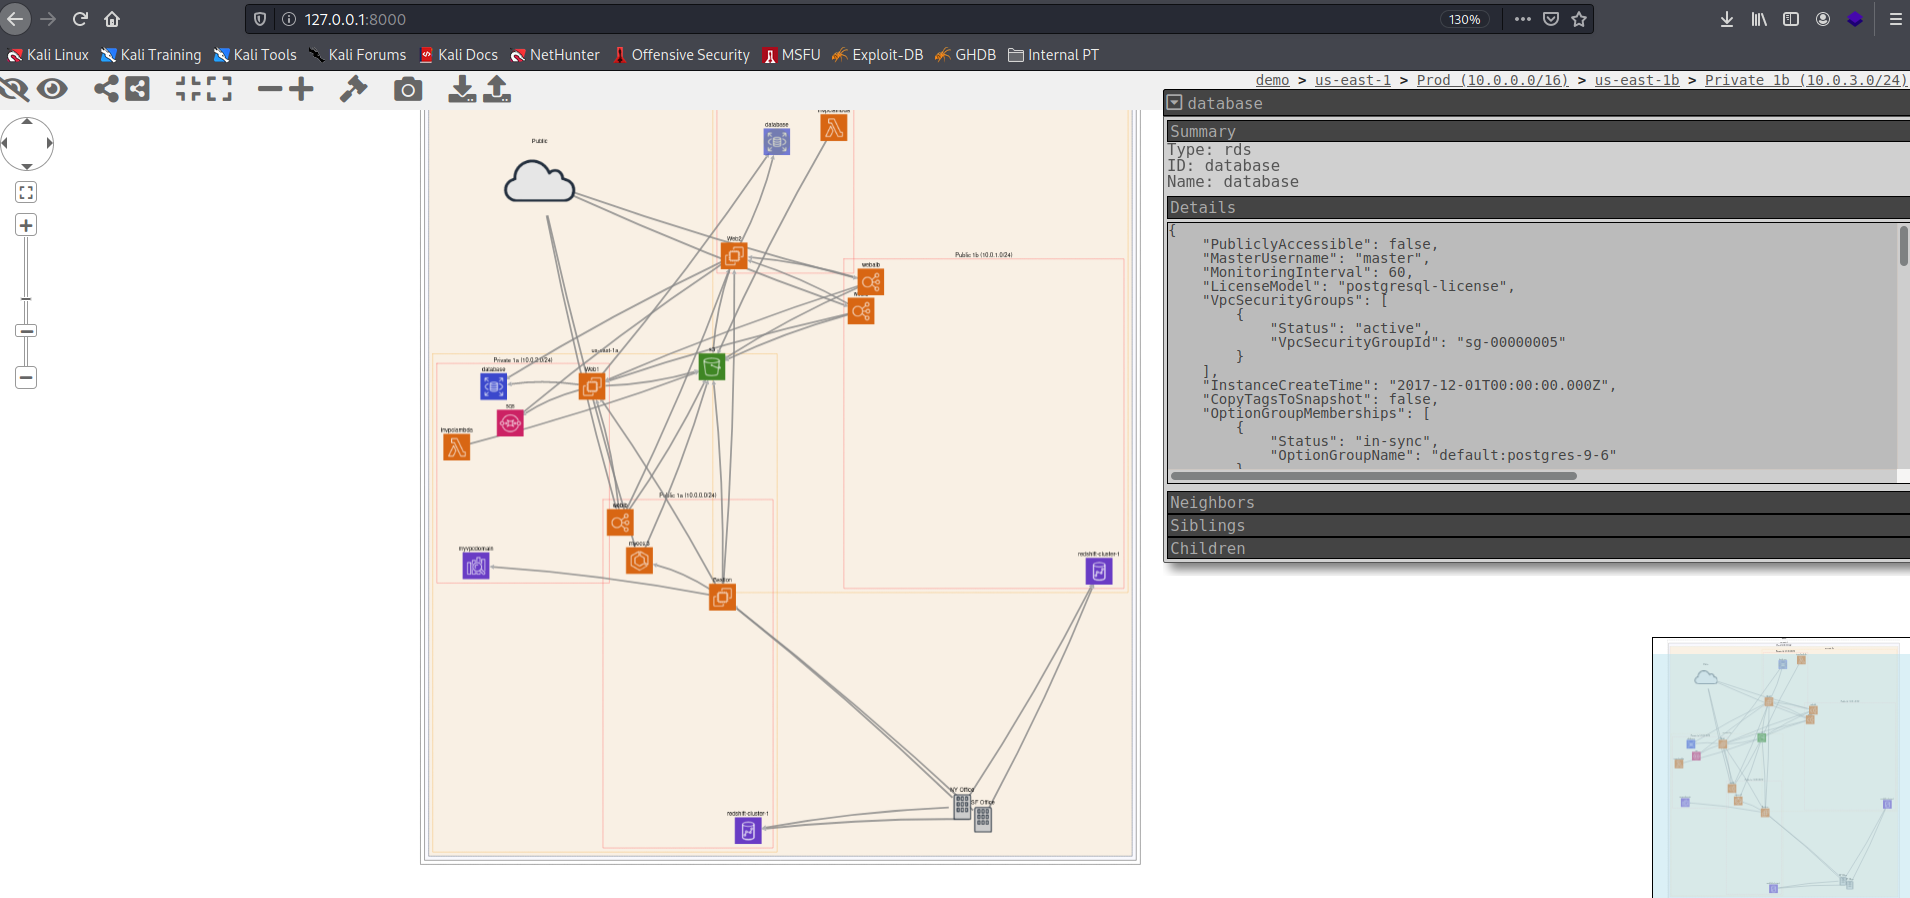 127.0.0.1:8000
130%
Kali Linux Kali Training Kali Tools Kali Forums Kali Docs NetHunter Offensive Security MSFU Exploit-DB GHDB Internal PT
demo > us-east-1 > Prod (10.0.0.0/16) > us-east-1b > Private 1b (10.0.3.0/24)
database
Summary
Type: rds
ID: database
Name: database
Details
{
"PubliclyAccessible": false,
"MasterUsername": "master",
"MonitoringInterval": 60,
"LicenseModel": "postgresql-license",
"VpcSecurityGroups": [
{
"Status": "active",
"VpcSecurityGroupId": "sg-00000005"
}
],
"InstanceCreateTime": "2017-12-01T00:00:00.000Z",
"CopyTagsToSnapshot": false,
"OptionGroupMemberships": [
{
"Status": "in-sync",
"OptionGroupName": "default:postgres-9-6"
Neighbors
Siblings
Children
database
Public
Web2
Public 1b (10.0.1.0/24)
webalb
us-east-1a
Private 1a (10.0.2.0/24)
database
Web1
sqs
invpclambda
Public 1a (10.0.0.0/24)
myvpcdomain
Bastion
redshift-cluster-1
NY Office
SF Office
redshift-cluster-1